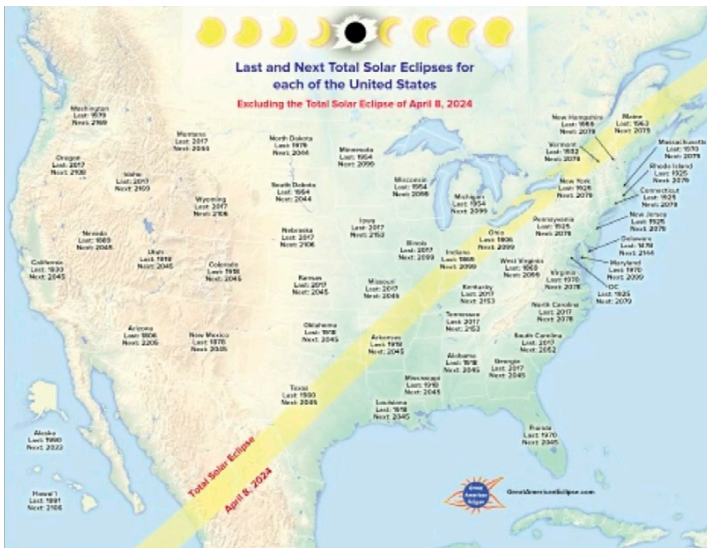 Last and Next Total Solar Eclipses for
each of the United States
Excluding the Total Solar Eclipse of April 8, 2024
Washington
Last: 1979
Next: 2169
Oregon
Last: 2017
Next: 2108
Idaho
Last: 2017
Next: 2169
Montana
Last: 2017
Next: 2044
Wyoming
Last: 2017
Next: 2106
North Dakota
Last: 1979
Next: 2044
South Dakota
Last: 1954
Next: 2044
Minnesota
Last: 1954
Next: 2099
Wisconsin
Last: 1954
Next: 2099
Michigan
Last: 1954
Next: 2099
Nebraska
Last: 2017
Next: 2106
Iowa
Last: 2017
Next: 2153
Illinois
Last: 2017
Next: 2099
Indiana
Last: 1869
Next: 2099
Ohio
Last: 1806
Next: 2099
Nevada
Last:
Next: 2045
California
Last: 1930
Next: 2045
Utah
Last: 1918
Next: 2045
Colorado
Last: 1918
Next: 2045
Kansas
Last: 2017
Next: 2045
Missouri
Last: 2017
Next: 2045
Kentucky
Last: 2017
Next: 2153
West Virginia
Last: 1869
Next: 2099
Virginia
Last: 1970
Next: 2078
Arizona
Last: 1806
Next: 2205
New Mexico
Last: 1878
Next: 2045
Oklahoma
Last: 1918
Next: 2045
Arkansas
Last: 1918
Next: 2045
Tennessee
Last: 2017
Next: 2153
North Carolina
Last: 2017
Next: 2078
South Carolina
Last: 2017
Next: 2052
Georgia
Last: 2017
Next: 2045
Alabama
Last: 1918
Next: 2045
Mississippi
Last: 1918
Next: 2045
Louisiana
Last: 1918
Next: 2045
Texas
Last:
Next: 2045
Florida
Last: 1970
Next: 2045
Alaska
Last: 1990
Next: 2033
Hawai'i
Last: 1991
Next: 2106
New Hampshire
Last: 1959
Next: 2079
Vermont
Last: 1932
Next: 2079
Maine
Last: 1963
Next: 2079
Massachusetts
Last: 1970
Next: 2079
Rhode Island
Last: 1925
Next: 2079
Connecticut
Last: 1925
Next: 2079
New York
Last: 1925
Next: 2079
Pennsylvania
Last: 1925
Next: 2079
New Jersey
Last: 1925
Next: 2079
Delaware
Last:
Next: 2144
Maryland
Last: 1970
Next: 2099
DC
Last:
Next: 2079
Total Solar Eclipse
April 8, 2024
Great
American
Eclipse
GreatAmericanEclipse.com